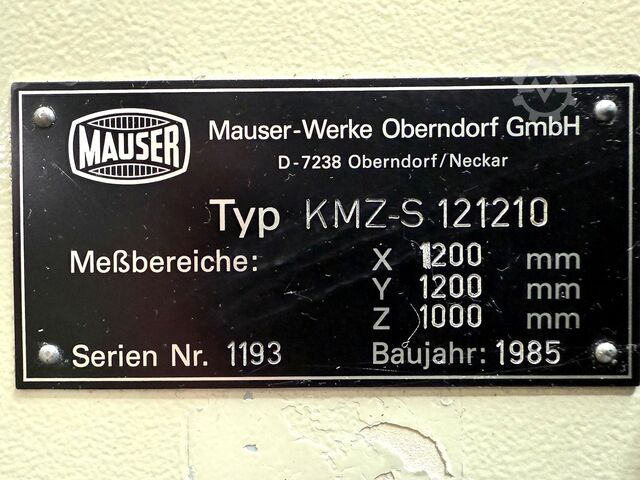 MAUSER
Mauser-Werke Oberndorf GmbH
D-7238 Oberndorf/Neckar
Typ KMZ-S 121210
Meßbereiche: X 1200 mm
Y 1200 mm
Z 1000 mm
Serien Nr. 1193 Baujahr: 1985